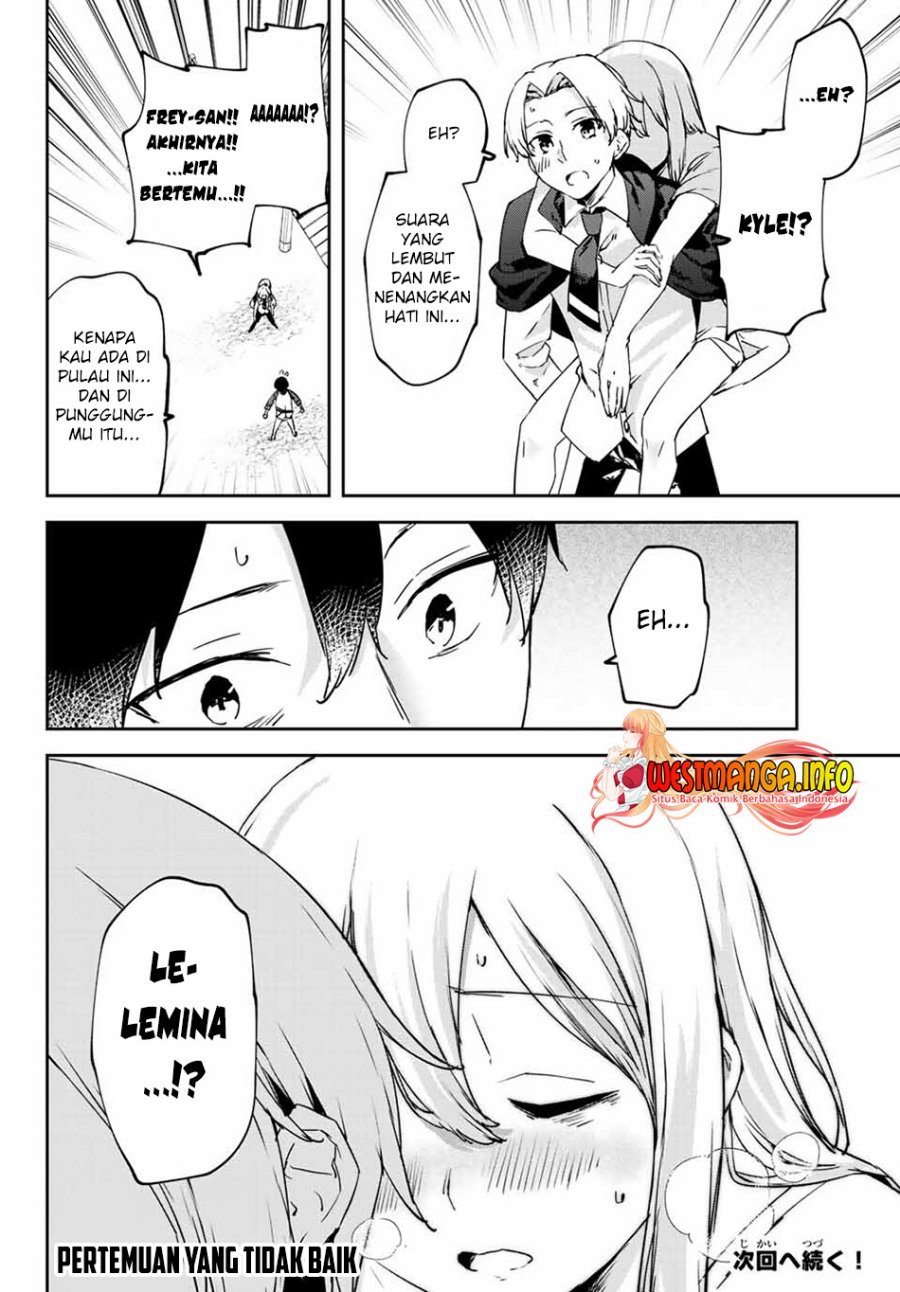 ...EH?
KYLE!?
EH?
SUARA
YANG
LEMBUT
DAN ME-
NENANGKAN
HATI INI...
AAAAAAA!?
FREY-SAN!!
AKHIRNYA!!
...KITA
BERTEMU...!!
KENAPA
KAU ADA DI
PULAU INI...
DAN DI
PUNGGUNG-
MU ITU...
EH...
WESTMANGA.INFO
Situs Baca Komik Berbahasa Indonesia
LE-
LEMINA
...!?
PERTEMUAN YANG TIDAK BAIK
じかい つづ
次回へ続く！